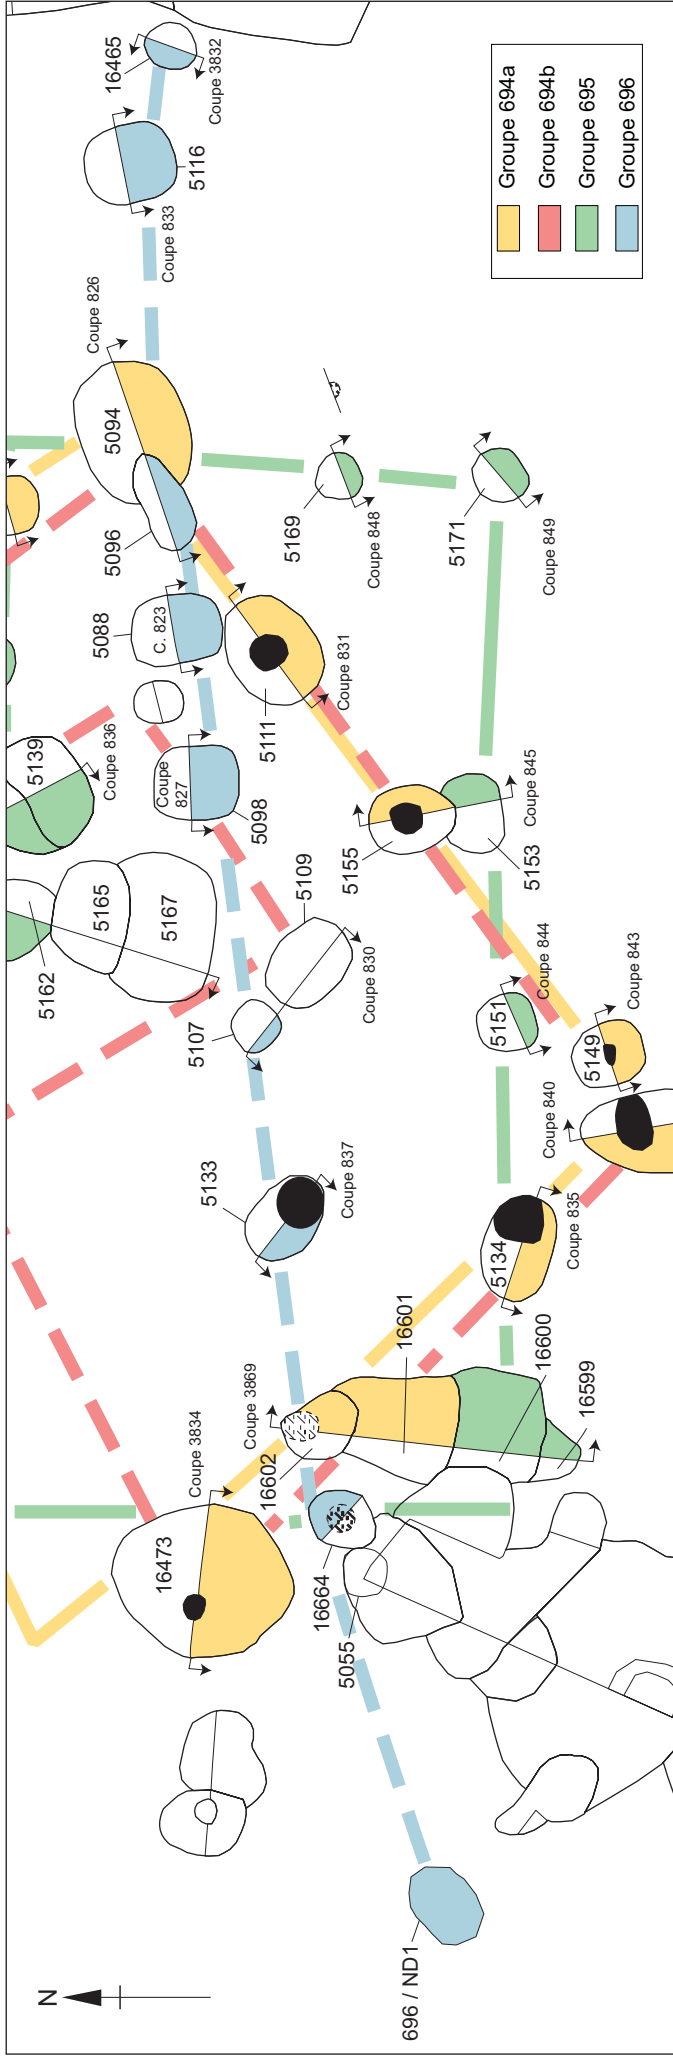 N
696 / ND1
16473
Coupe 3834
16664
5055
16602
Coupe 3869
16601
16600
16599
5133
Coupe 837
5134
Coupe 835
Coupe 840
5149
Coupe 843
5151
Coupe 844
5107
5109
Coupe 830
5162
5165
5167
5139
Coupe 836
5098
Coupe
827
5088
C. 823
5096
5094
Coupe 826
5111
Coupe 831
5155
5153
Coupe 845
5169
Coupe 848
5171
Coupe 849
Coupe 833
5116
16465
Coupe 3832
Groupe 694a
Groupe 694b
Groupe 695
Groupe 696